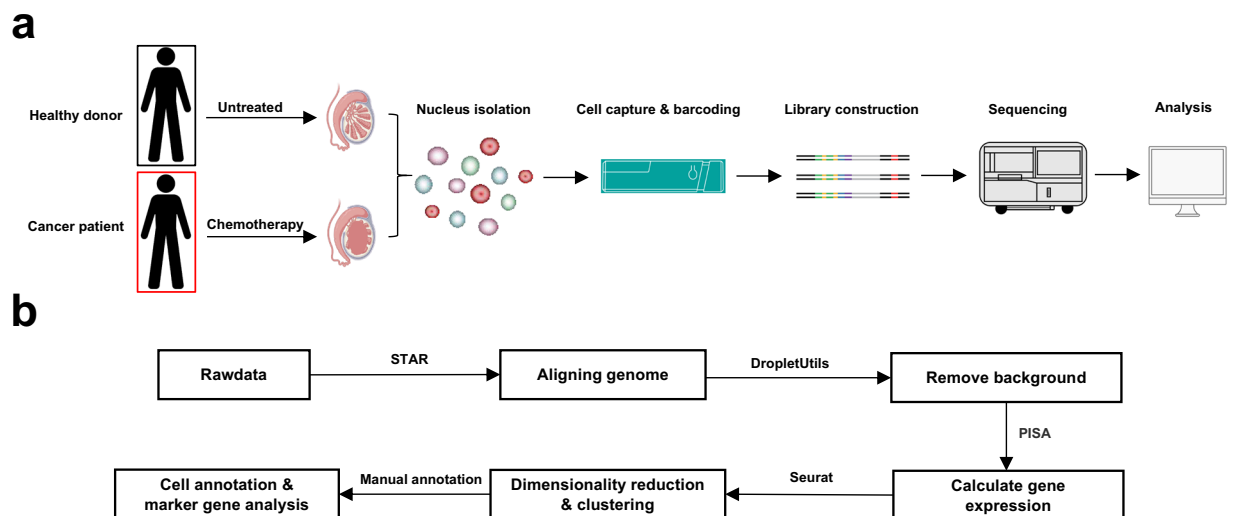 a
Healthy donor
Untreated
Nucleus isolation
Cell capture & barcoding
Library construction
Sequencing
Analysis
Cancer patient
Chemotherapy
b
Rawdata
STAR
Aligning genome
DropletUtils
Remove background
PISA
Calculate gene
expression
Seurat
Dimensionality reduction
& clustering
Manual annotation
Cell annotation &
marker gene analysis